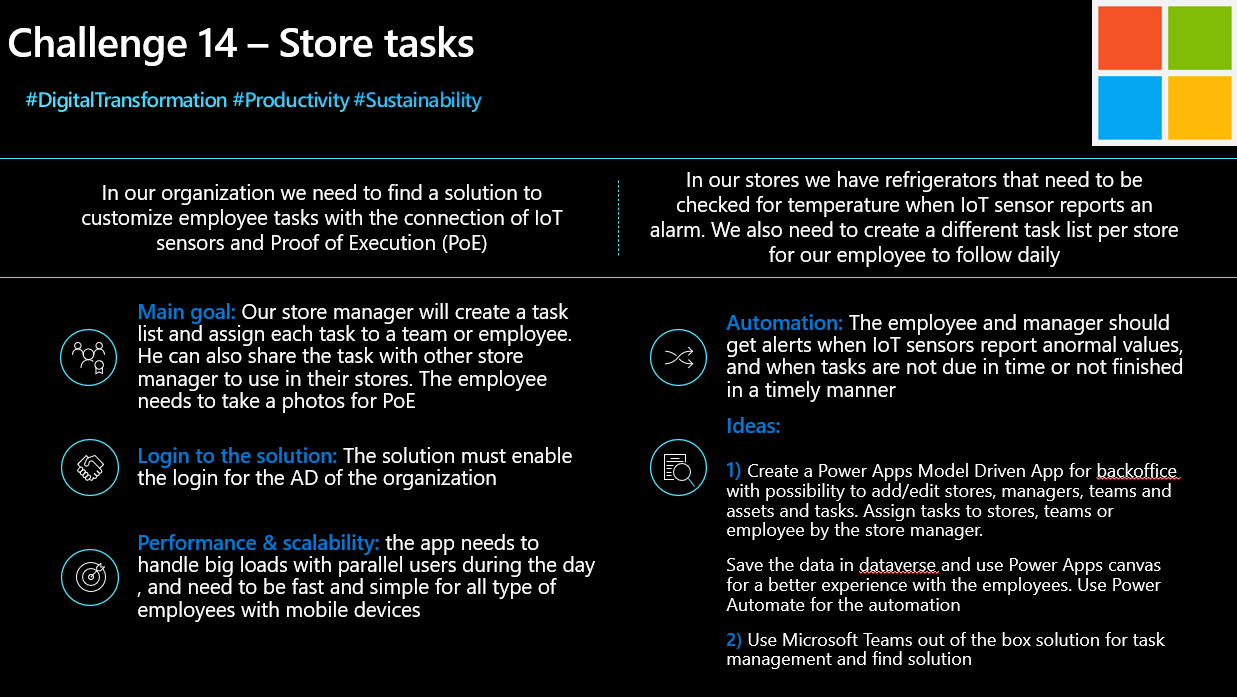 Challenge 14 – Store tasks
#DigitalTransformation #Productivity #Sustainability
In our organization we need to find a solution to
customize employee tasks with the connection of IoT
sensors and Proof of Execution (PoE)
In our stores we have refrigerators that need to be
checked for temperature when IoT sensor reports an
alarm. We also need to create a different task list per store
for our employee to follow daily
Main goal: Our store manager will create a task
list and assign each task to a team or employee.
He can also share the task with other store
manager to use in their stores. The employee
needs to take a photos for PoE
Login to the solution: The solution must enable
the login for the AD of the organization
Performance & scalability: the app needs to
handle big loads with parallel users during the day
, and need to be fast and simple for all type of
employees with mobile devices
Automation: The employee and manager should
get alerts when IoT sensors report anormal values,
and when tasks are not due in time or not finished
in a timely manner
Ideas:
1) Create a Power Apps Model Driven App for backoffice
with possibility to add/edit stores, managers, teams and
assets and tasks. Assign tasks to stores, teams or
employee by the store manager.
Save the data in dataverse and use Power Apps canvas
for a better experience with the employees. Use Power
Automate for the automation
2) Use Microsoft Teams out of the box solution for task
management and find solution